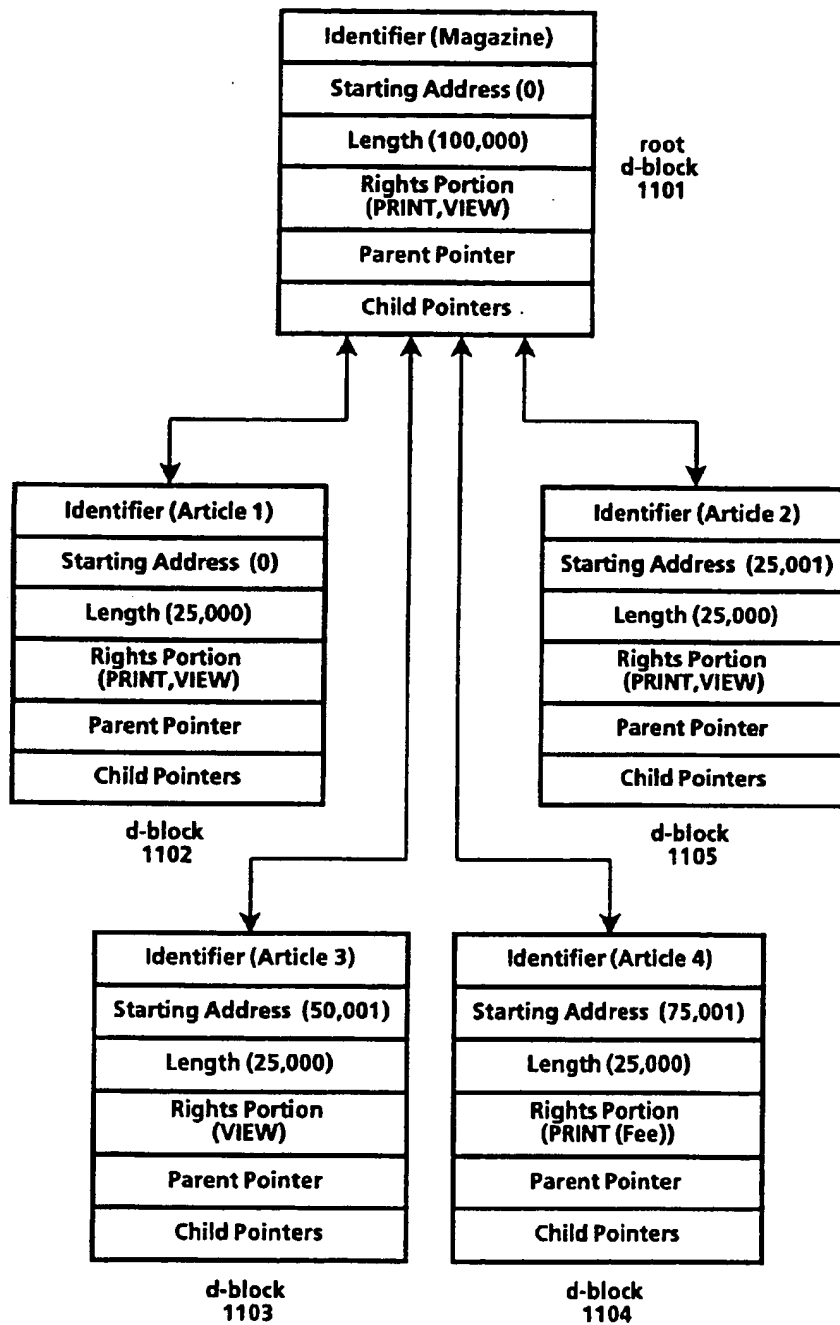 Identifier (Magazine)
Starting Address (0)
Length (100,000)
Rights Portion
(PRINT,VIEW)
Parent Pointer
Child Pointers
root
d-block
1101
Identifier (Article 1)
Starting Address (0)
Length (25,000)
Rights Portion
(PRINT,VIEW)
Parent Pointer
Child Pointers
d-block
1102
Identifier (Article 2)
Starting Address (25,001)
Length (25,000)
Rights Portion
(PRINT,VIEW)
Parent Pointer
Child Pointers
d-block
1105
Identifier (Article 3)
Starting Address (50,001)
Length (25,000)
Rights Portion
(VIEW)
Parent Pointer
Child Pointers
d-block
1103
Identifier (Article 4)
Starting Address (75,001)
Length (25,000)
Rights Portion
(PRINT (Fee))
Parent Pointer
Child Pointers
d-block
1104